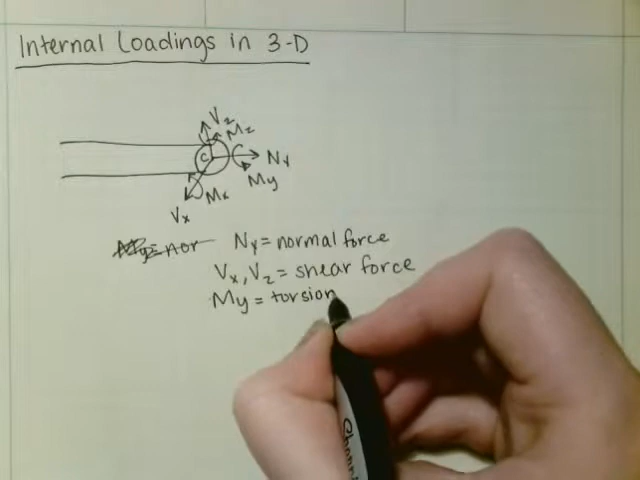 Internal Loadings in 3-D
Vz
Mz
C
Ny
My
Mx
Vx
Ny = normal force
Vx, Vz = shear force
My = torsion
Sharpie